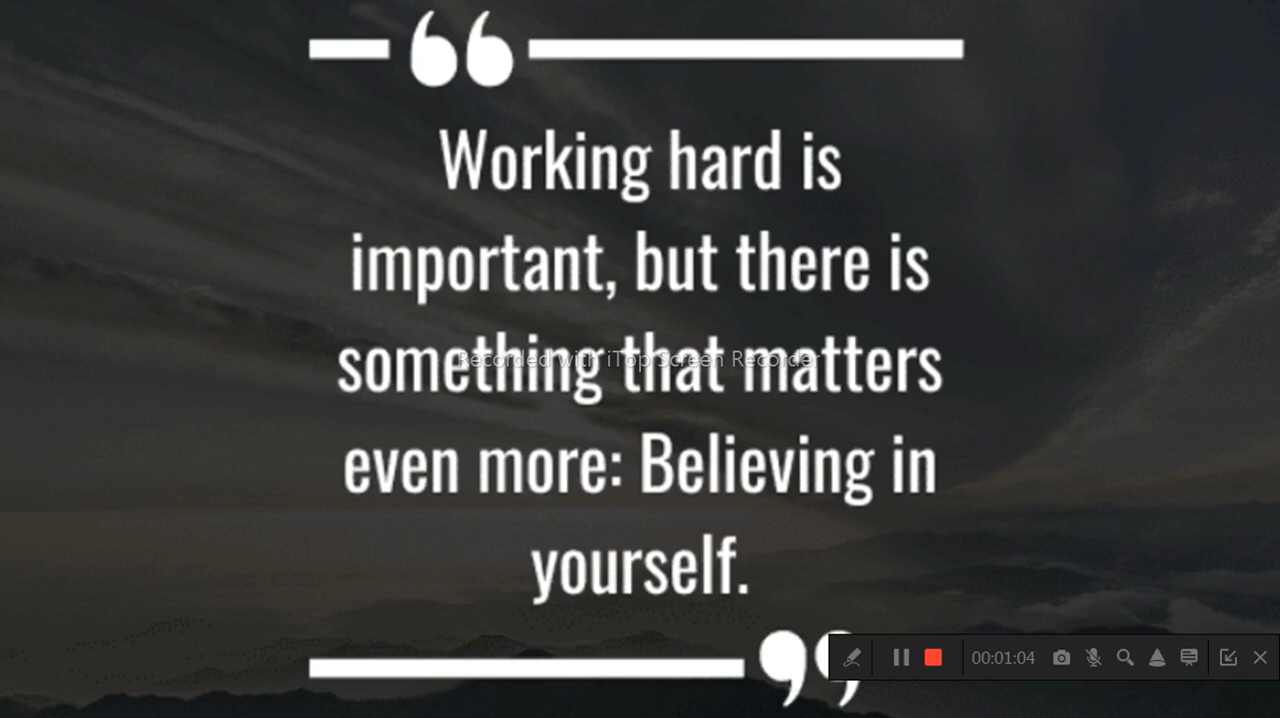 “
Working hard is
important, but there is
something that matters
Recorded with iTop Screen Recorder
even more: Believing in
yourself.
”
00:01:04